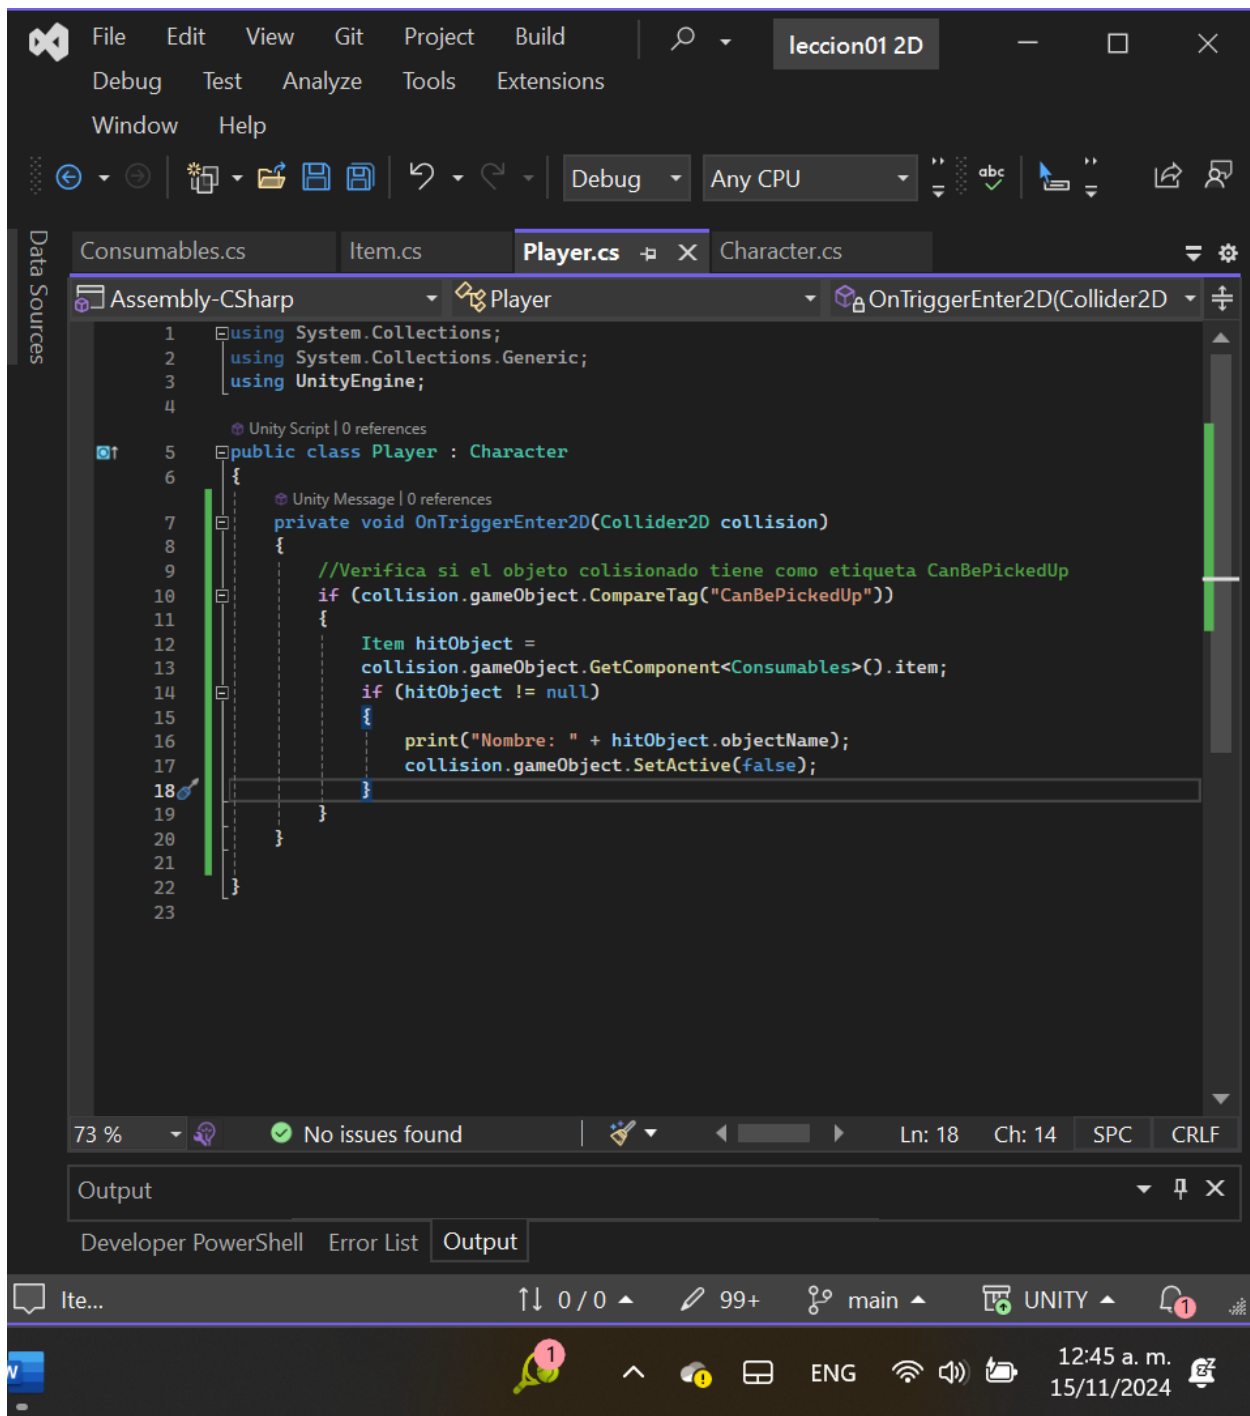 File Edit View Git Project Build
leccion01 2D
Debug Test Analyze Tools Extensions
Window Help
Debug
Any CPU
abc
Data Sources
Consumables.cs
Item.cs
Player.cs
Character.cs
Assembly-CSharp
Player
OnTriggerEnter2D(Collider2D
1 using System.Collections;
2 using System.Collections.Generic;
3 using UnityEngine;
4
Unity Script | 0 references
5 public class Player : Character
6 {
Unity Message | 0 references
7 private void OnTriggerEnter2D(Collider2D collision)
8 {
9 //Verifica si el objeto colisionado tiene como etiqueta CanBePickedUp
10 if (collision.gameObject.CompareTag("CanBePickedUp"))
11 {
12 Item hitObject =
13 collision.gameObject.GetComponent<Consumables>().item;
14 if (hitObject != null)
15 {
16 print("Nombre: " + hitObject.objectName);
17 collision.gameObject.SetActive(false);
18 }
19 }
20 }
21
22 }
23
73 %
No issues found
Ln: 18 Ch: 14 SPC CRLF
Output
Developer PowerShell Error List Output
Ite...
0 / 0
99+
main
UNITY
1
W
1
ENG
12:45 a. m.
15/11/2024